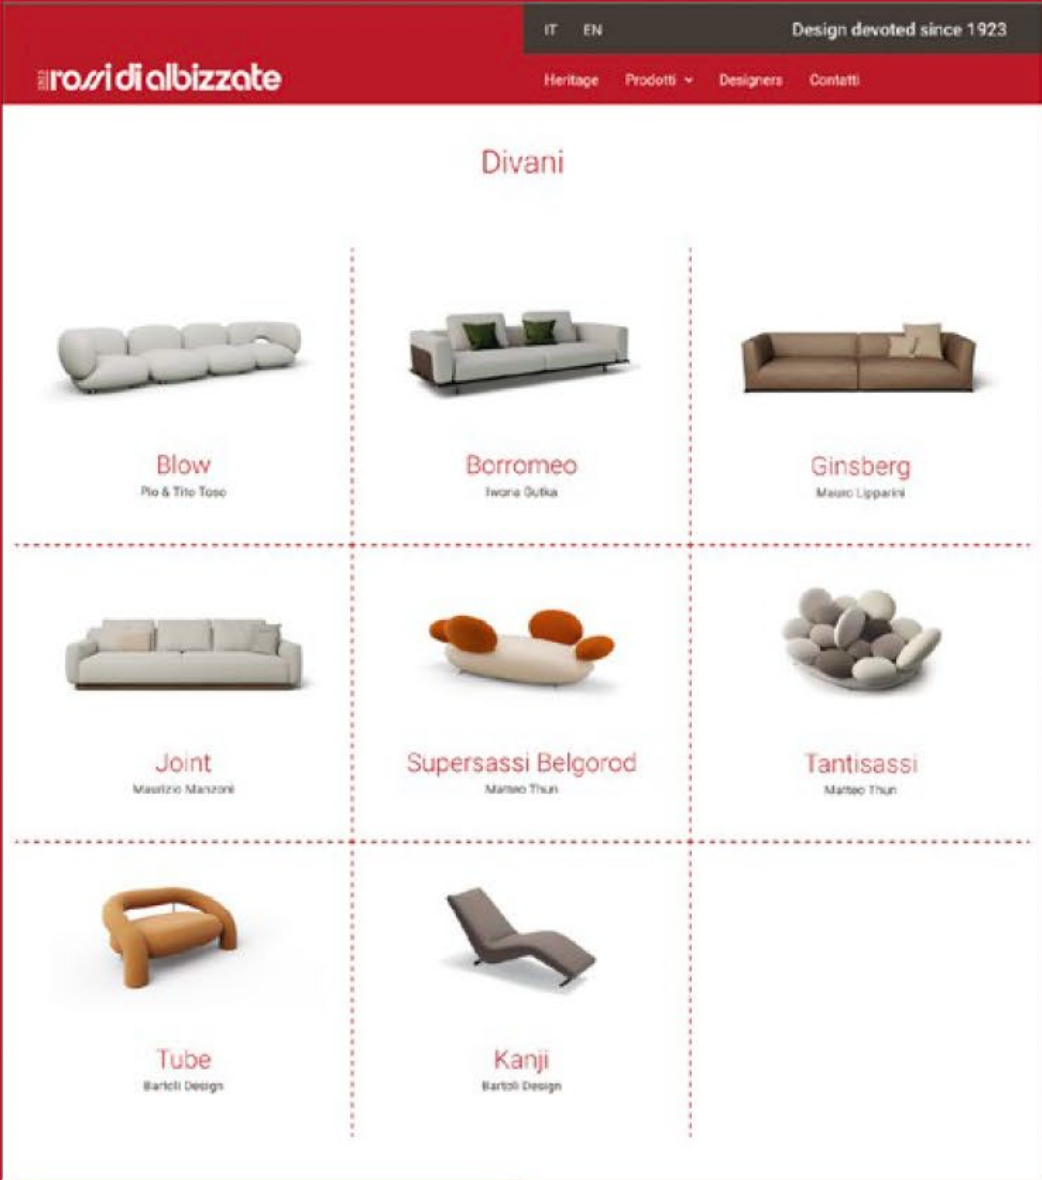 IT EN Design devoted since 1923
1923 rossi di albizzate
Heritage Prodotti Designers Contatti
Divani
Blow Borromeo Ginsberg
Pio & Tito Toso Iwona Gutka Mauro Lipparini
Joint Supersassi Belgorod Tantisassi
Maurizio Manzoni Matteo Thun Matteo Thun
Tube Kanji
Bartoli Design Bartoli Design